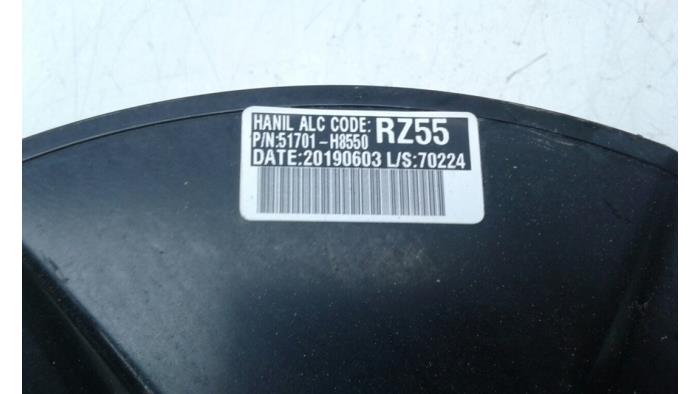 HANIL ALC CODE: RZ55
P/N:51701-H8550
DATE:20190603 L/S:70224